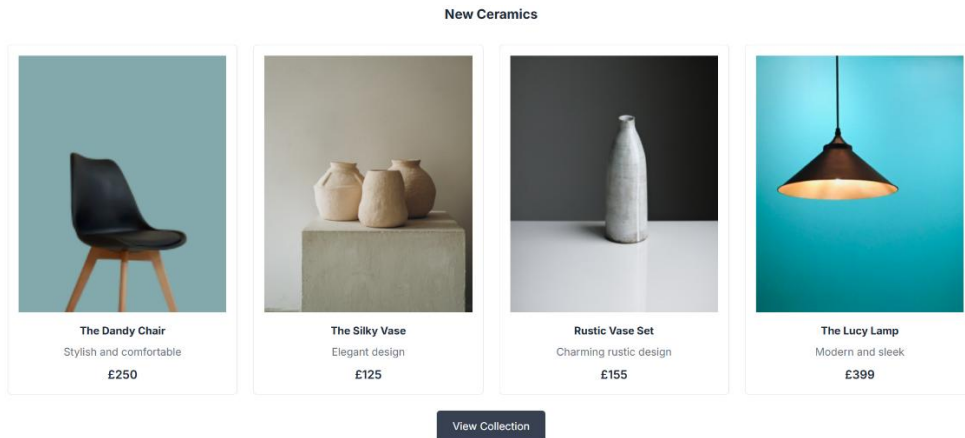 New Ceramics
The Dandy Chair
Stylish and comfortable
£250
The Silky Vase
Elegant design
£125
Rustic Vase Set
Charming rustic design
£155
The Lucy Lamp
Modern and sleek
£399
View Collection